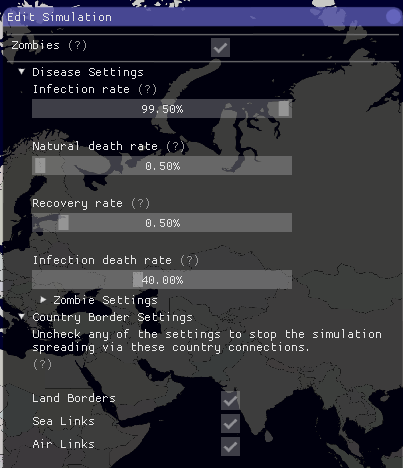 Edit Simulation
Zombies (?)
Disease Settings
Infection rate (?)
99.50%
Natural death rate (?)
0.50%
Recovery rate (?)
0.50%
Infection death rate (?)
40.00%
Zombie Settings
Country Border Settings
Uncheck any of the settings to stop the simulation
spreading via these country connections.
(?)
Land Borders
Sea Links
Air Links